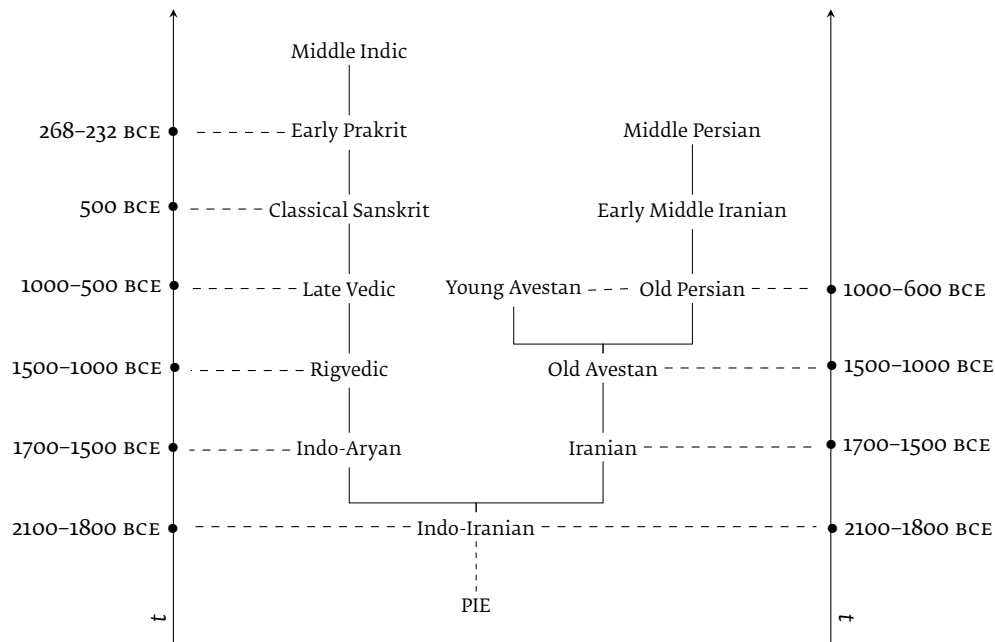 Middle Indic
268–232 BCE Early Prakrit Middle Persian
500 BCE Classical Sanskrit Early Middle Iranian
1000–500 BCE Late Vedic Young Avestan Old Persian 1000–600 BCE
1500–1000 BCE Rigvedic Old Avestan 1500–1000 BCE
1700–1500 BCE Indo-Aryan Iranian 1700–1500 BCE
2100–1800 BCE Indo-Iranian 2100–1800 BCE
PIE
t t